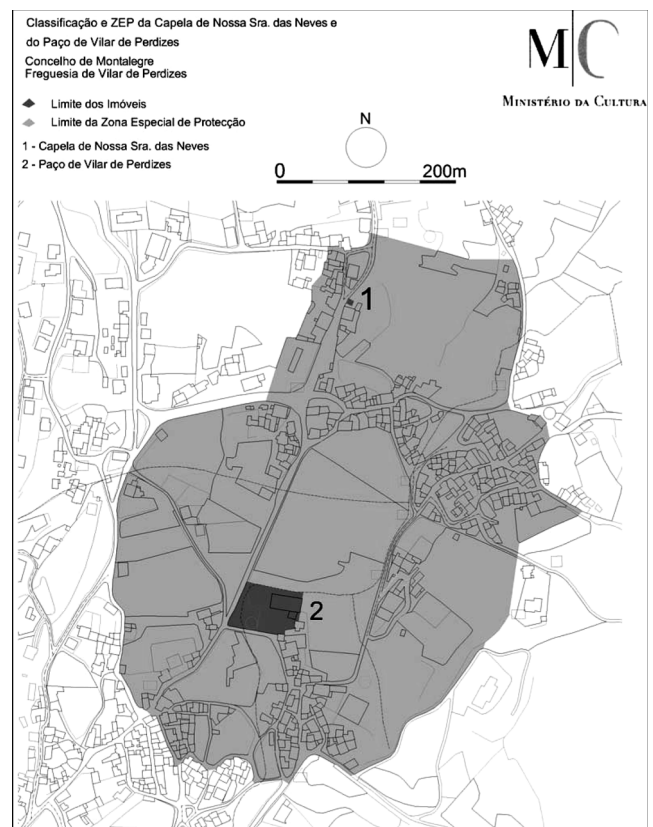 Classificação e ZEP da Capela de Nossa Sra. das Neves e
do Paço de Vilar de Perdizes
Concelho de Montalegre
Freguesia de Vilar de Perdizes
Limite dos Imóveis
Limite da Zona Especial de Protecção
1 - Capela de Nossa Sra. das Neves
2 - Paço de Vilar de Perdizes
MC
MINISTÉRIO DA CULTURA
N
0 200m
1
2